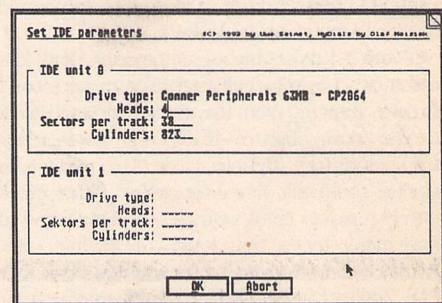 Set IDE parameters
(C) 1993 by Uwe Seimet, MyDials by Olaf Meisiek
IDE unit 0
Drive type: Conner Peripherals 63MB - CP2064
Heads: 4
Sectors per track: 38
Cylinders: 823
IDE unit 1
Drive type:
Heads:
Sektors per track:
Cylinders:
OK
Abort